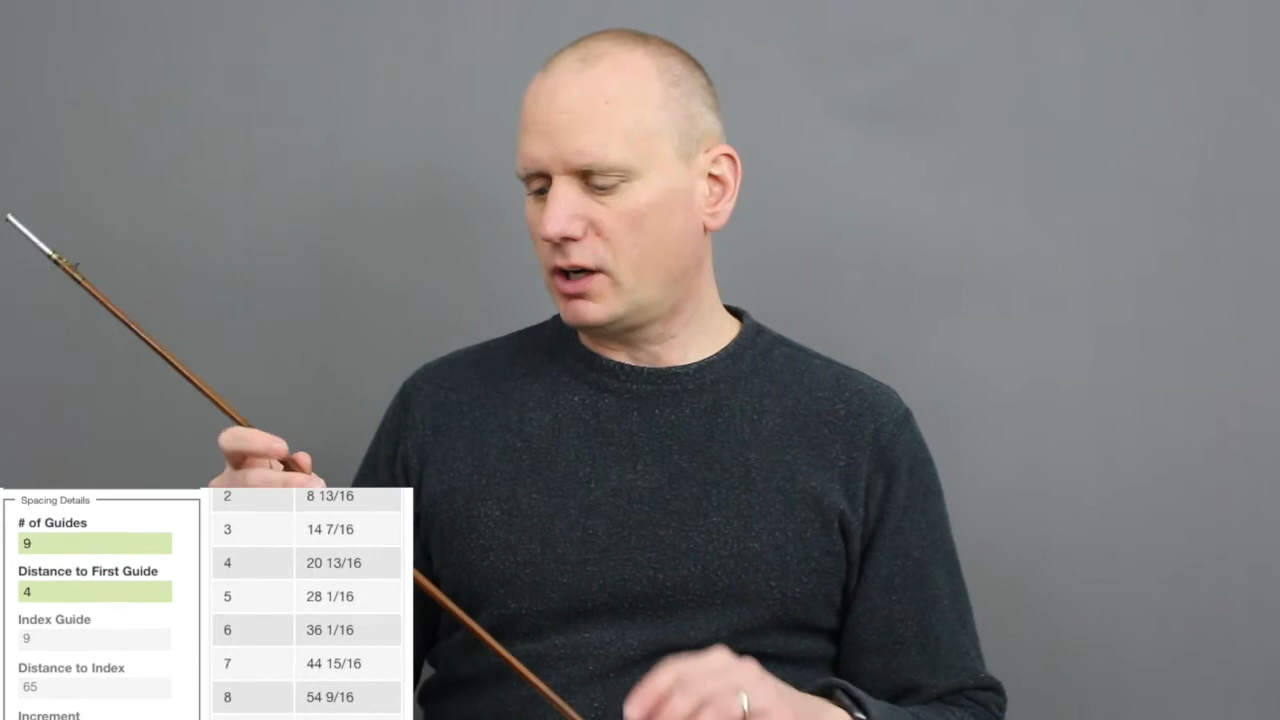 Spacing Details
# of Guides
9
Distance to First Guide
4
Index Guide
9
Distance to Index
65
Increment
2 8 13/16
3 14 7/16
4 20 13/16
5 28 1/16
6 36 1/16
7 44 15/16
8 54 9/16